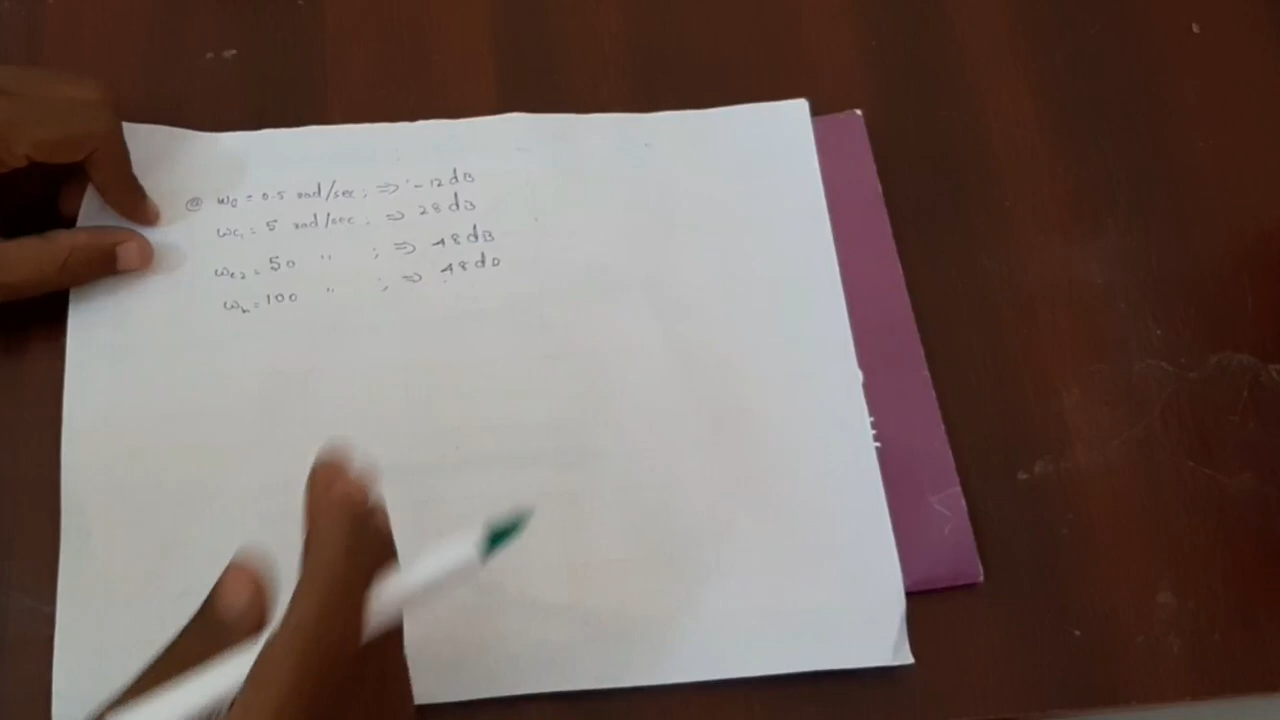 @ ω₀ = 0.5 rad/sec ; ⇒ -12 dB
ωc₁ = 5 rad/sec ; ⇒ 28 dB
ωc₂ = 50 " ; ⇒ 48 dB
ωh = 100 " ; ⇒ 48 dB